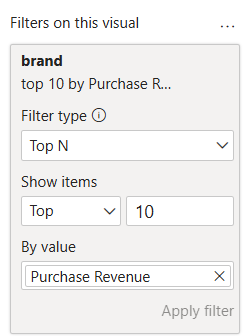 Filters on this visual ...
brand
top 10 by Purchase R...
Filter type
Top N
Show items
Top 10
By value
Purchase Revenue
Apply filter